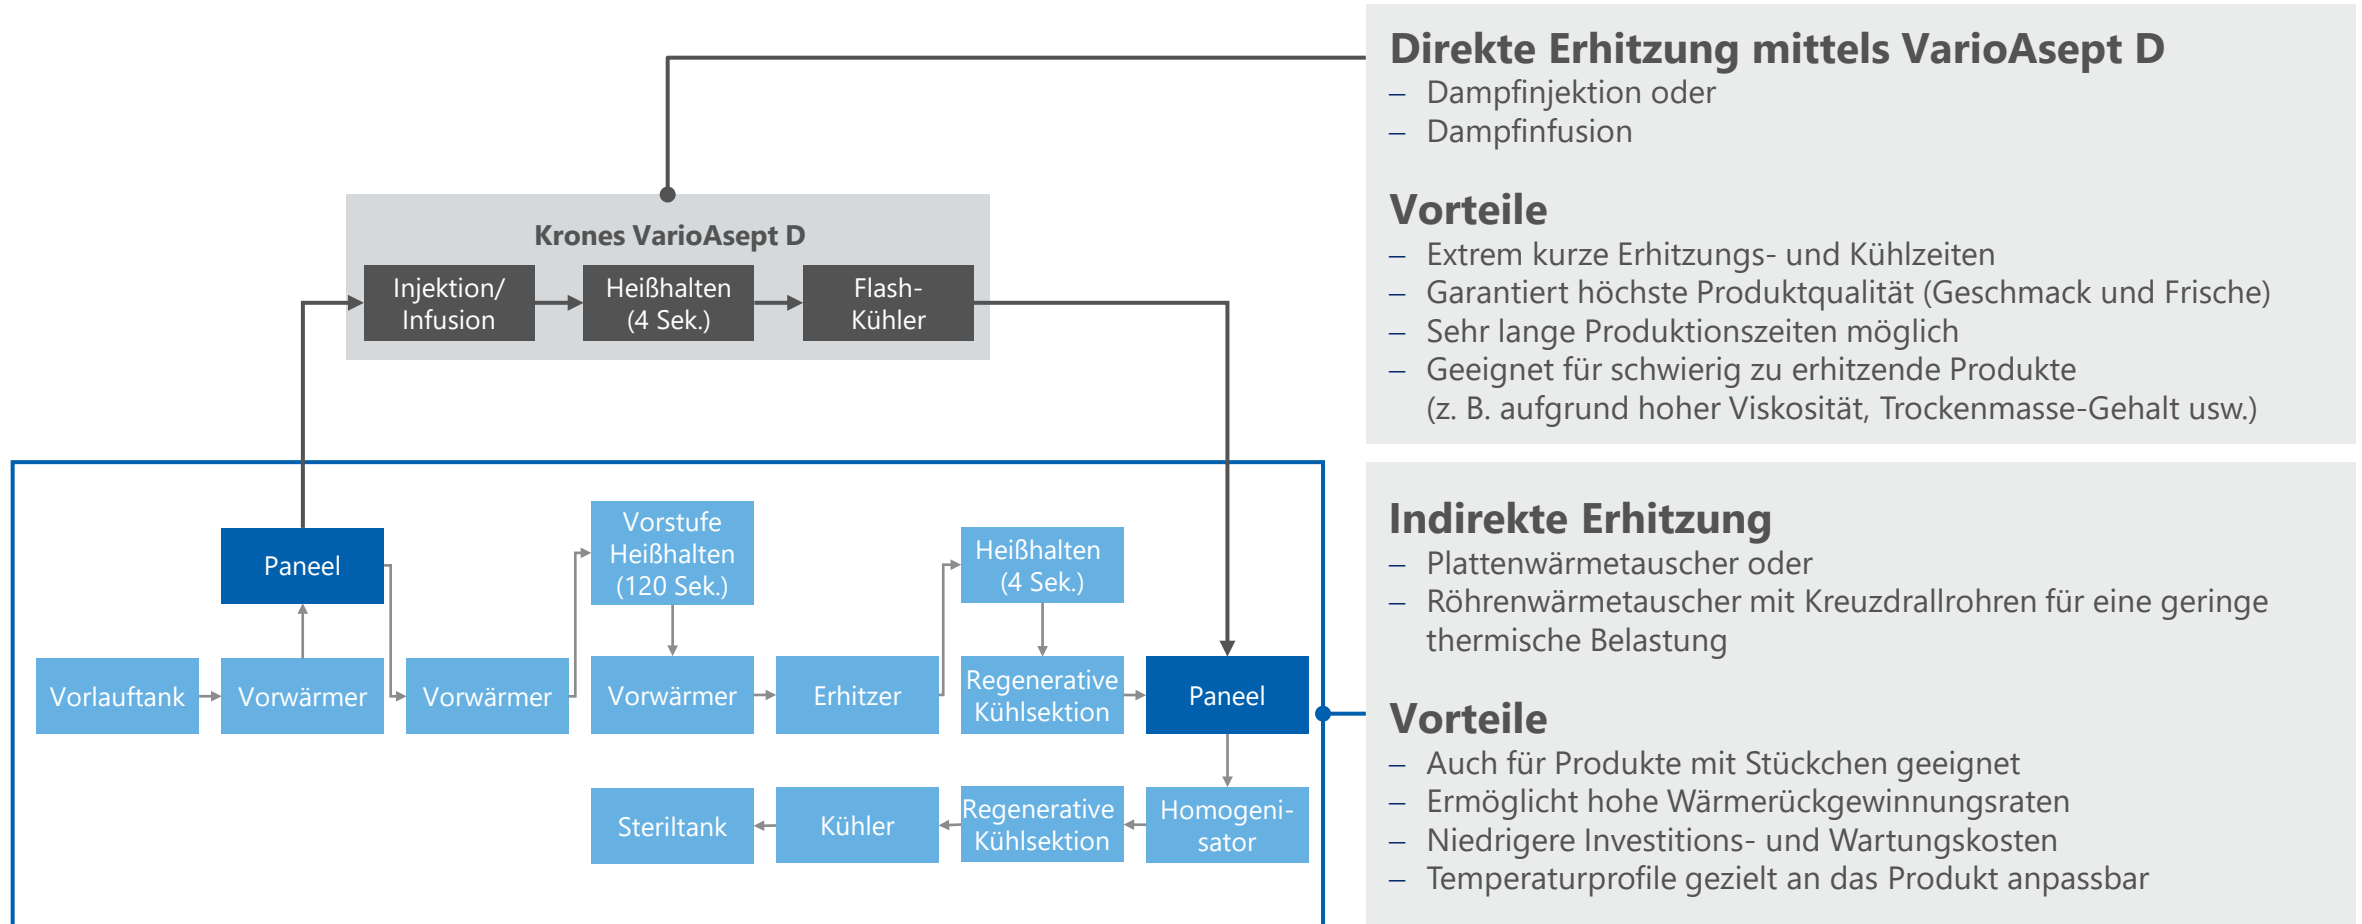 Direkte Erhitzung mittels VarioAsept D
– Dampfinjektion oder
– Dampfinfusion
Vorteile
– Extrem kurze Erhitzungs- und Kühlzeiten
– Garantiert höchste Produktqualität (Geschmack und Frische)
– Sehr lange Produktionszeiten möglich
– Geeignet für schwierig zu erhitzende Produkte
(z. B. aufgrund hoher Viskosität, Trockenmasse-Gehalt usw.)
Krones VarioAsept D
Injektion/
Infusion
Heißhalten
(4 Sek.)
Flash-
Kühler
Paneel
Vorstufe
Heißhalten
(120 Sek.)
Heißhalten
(4 Sek.)
Vorlauftank
Vorwärmer
Vorwärmer
Vorwärmer
Erhitzer
Regenerative
Kühlsektion
Paneel
Steriltank
Kühler
Regenerative
Kühlsektion
Homogeni-
sator
Indirekte Erhitzung
– Plattenwärmetauscher oder
– Röhrenwärmetauscher mit Kreuzdrallrohren für eine geringe
thermische Belastung
Vorteile
– Auch für Produkte mit Stückchen geeignet
– Ermöglicht hohe Wärmerückgewinnungsraten
– Niedrigere Investitions- und Wartungskosten
– Temperaturprofile gezielt an das Produkt anpassbar